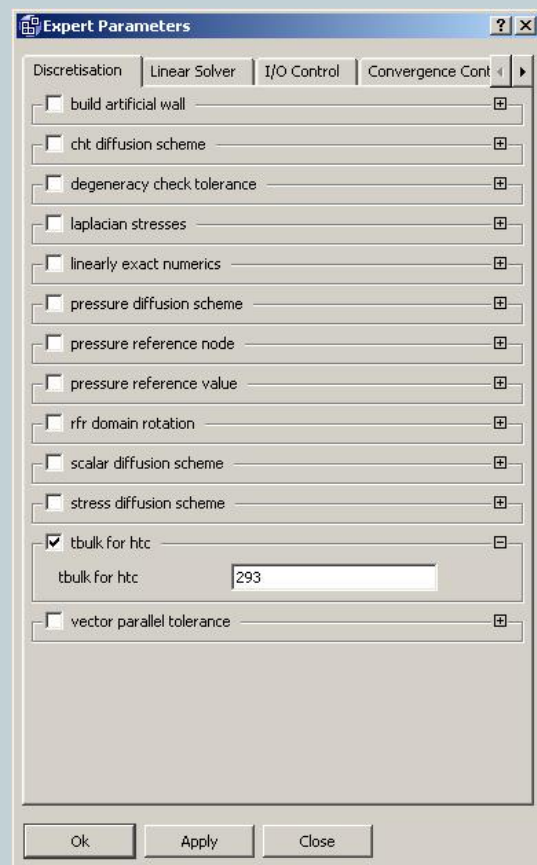 Expert Parameters
Discretisation Linear Solver I/O Control Convergence Cont
build artificial wall
cht diffusion scheme
degeneracy check tolerance
laplacian stresses
linearly exact numerics
pressure diffusion scheme
pressure reference node
pressure reference value
rfr domain rotation
scalar diffusion scheme
stress diffusion scheme
tbulk for htc
tbulk for htc 293
vector parallel tolerance
Ok Apply Close